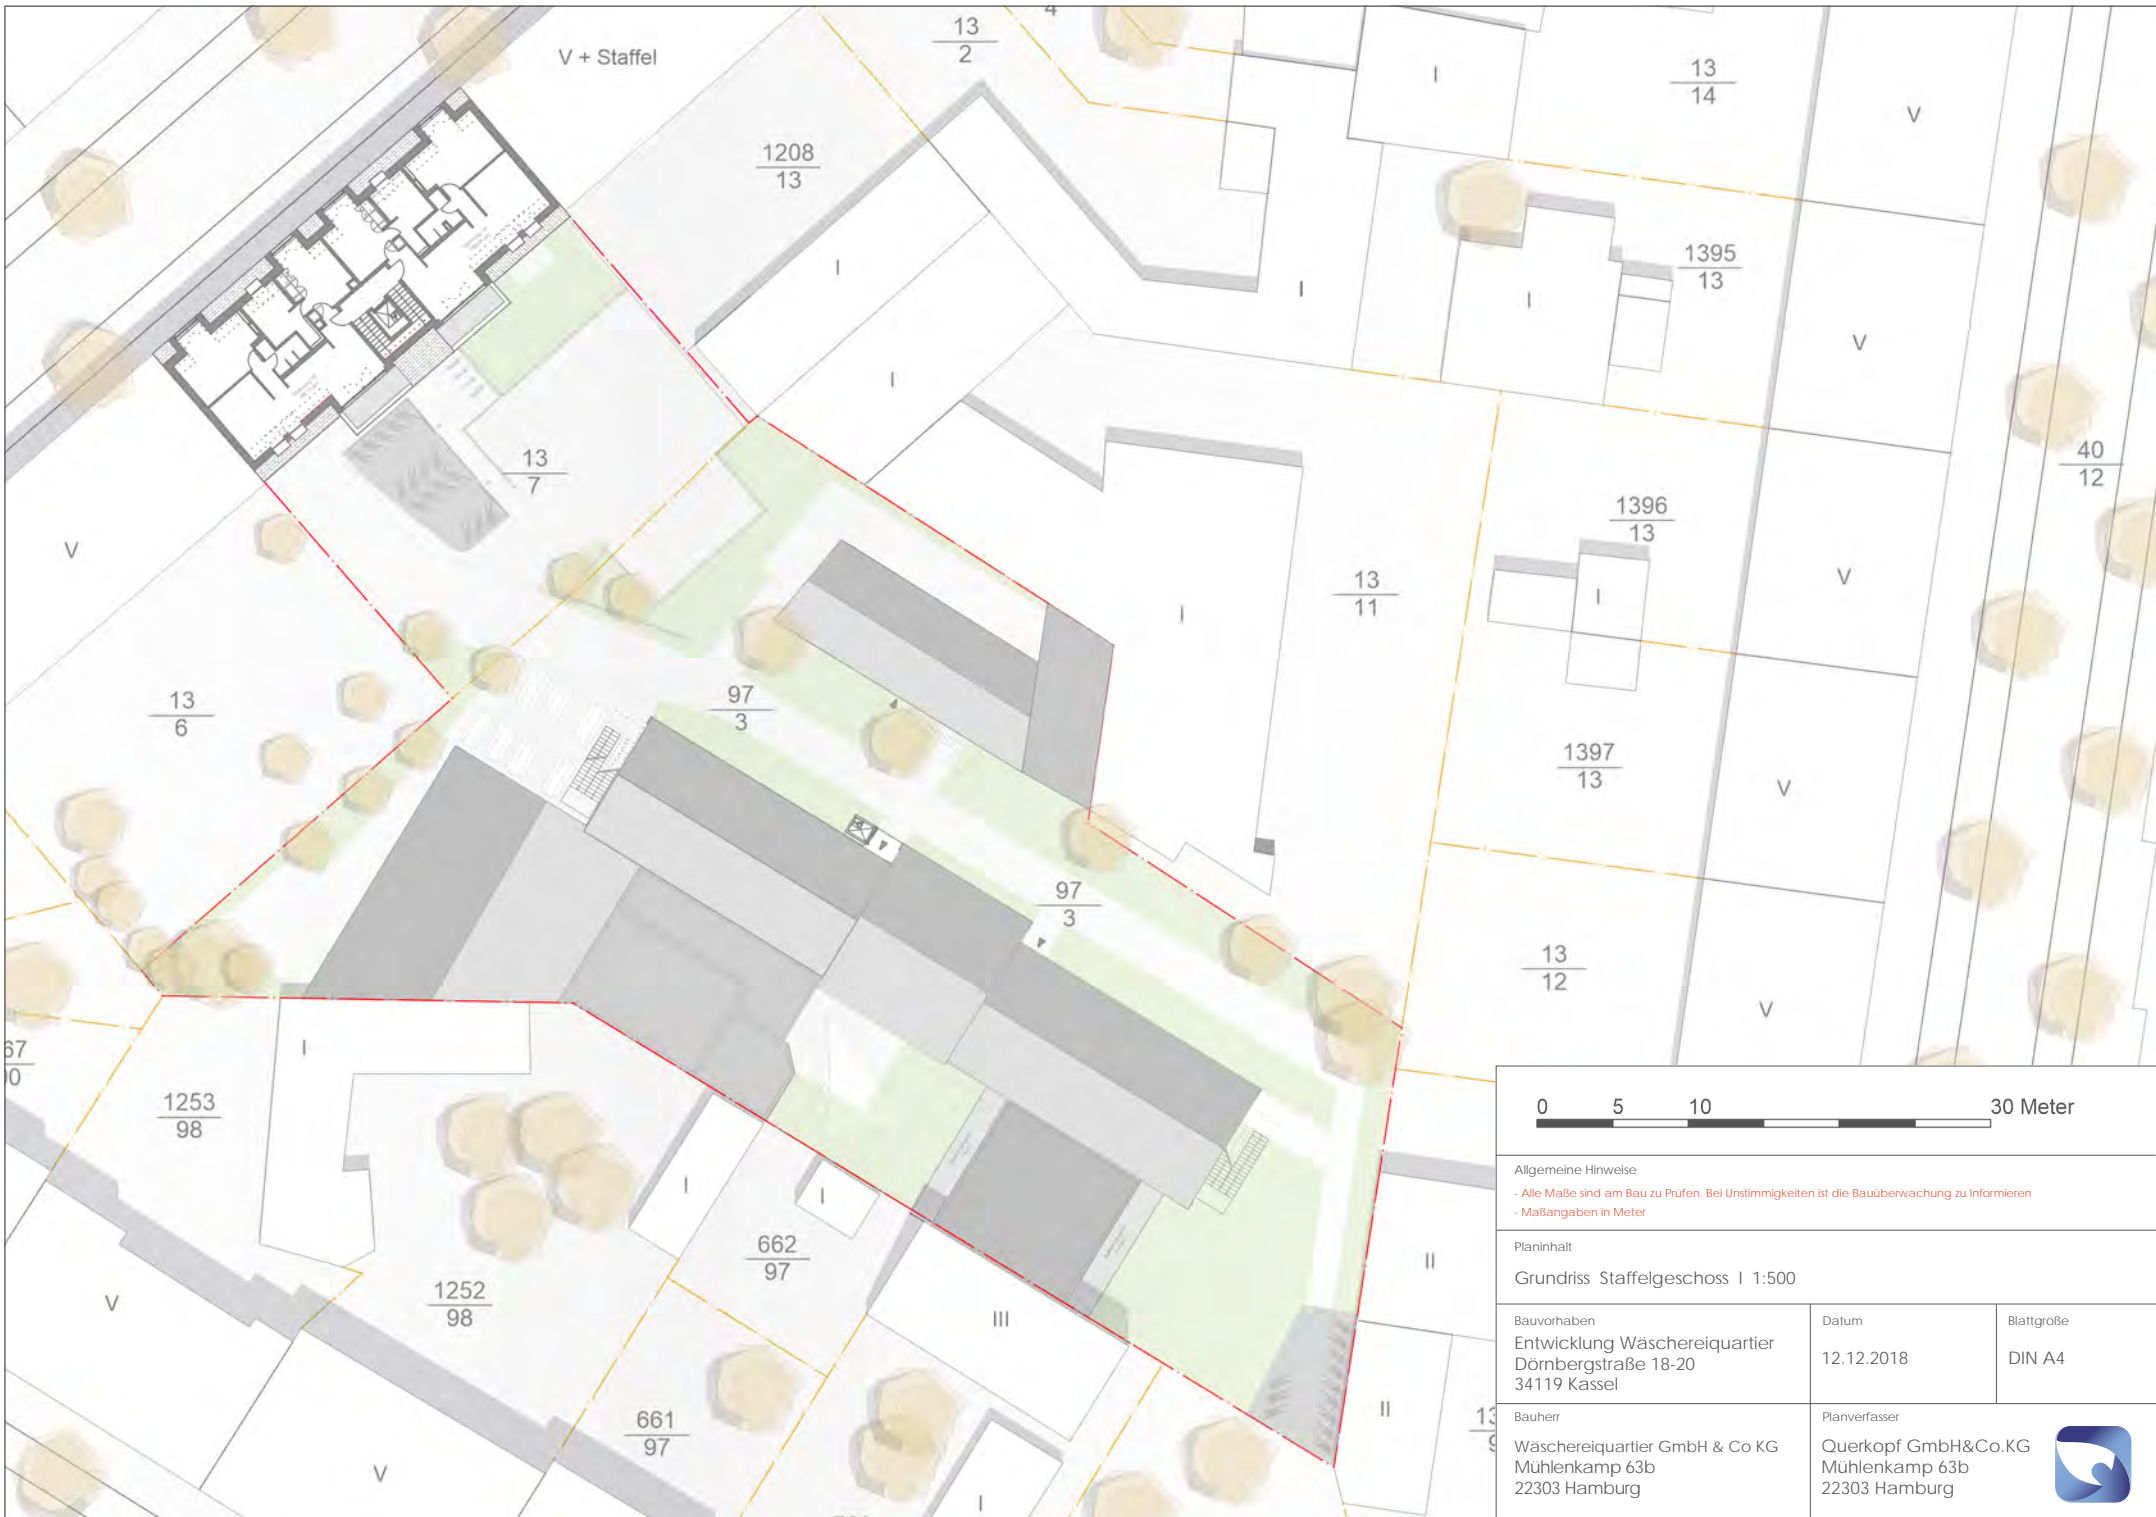 V + Staffel
13
2
4
I
13
14
V
1208
13
I
1395
13
I
I
V
I
40
12
13
7
1396
13
V
V
13
11
I
I
13
6
97
3
1397
13
V
97
3
13
12
V
I
67
1253
98
I
I
662
97
II
V
1252
98
III
II
661
97
V
I
0 5 10 30 Meter
Allgemeine Hinweise
- Alle Maße sind am Bau zu Prüfen. Bei Unstimmigkeiten ist die Bauüberwachung zu Informieren
- Maßangaben in Meter
Planinhalt
Grundriss Staffelgeschoss I 1:500
Bauvorhaben
Entwicklung Wäschereiquartier
Dörnbergstraße 18-20
34119 Kassel
Datum
12.12.2018
Blattgröße
DIN A4
Bauherr
Wäschereiquartier GmbH & Co KG
Mühlenkamp 63b
22303 Hamburg
Planverfasser
Querkopf GmbH&Co.KG
Mühlenkamp 63b
22303 Hamburg